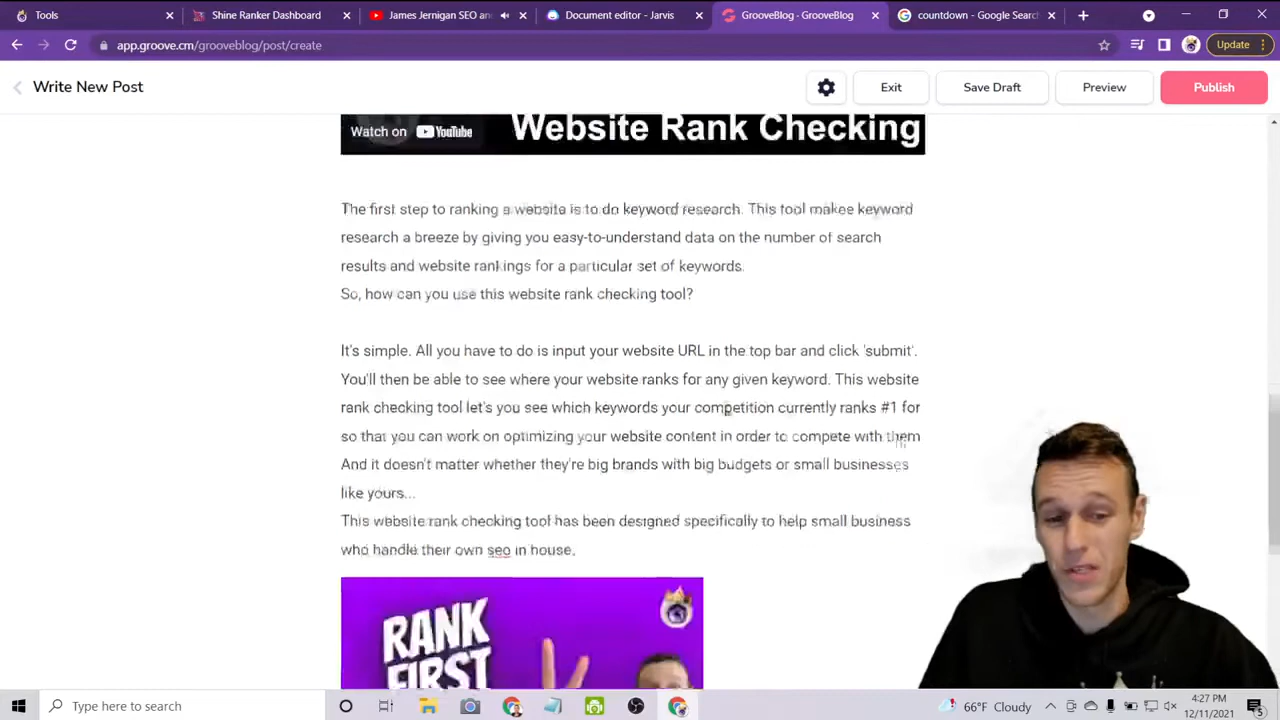 Tools
Shine Ranker Dashboard
James Jernigan SEO an
Document editor - Jarvis
GrooveBlog - GrooveBlog
countdown - Google Searc
app.groove.cm/grooveblog/post/create
Update
Write New Post
Exit
Save Draft
Preview
Publish
Watch on YouTube
Website Rank Checking
The first step to ranking a website is to do keyword research. This tool makes keyword
research a breeze by giving you easy-to-understand data on the number of search
results and website rankings for a particular set of keywords.
So, how can you use this website rank checking tool?
It's simple. All you have to do is input your website URL in the top bar and click 'submit'.
You'll then be able to see where your website ranks for any given keyword. This website
rank checking tool let's you see which keywords your competition currently ranks #1 for
so that you can work on optimizing your website content in order to compete with them
And it doesn't matter whether they're big brands with big budgets or small businesses
like yours...
This website rank checking tool has been designed specifically to help small business
who handle their own seo in house.
RANK
FIRST
Type here to search
66°F Cloudy
4:27 PM
12/11/2021
5